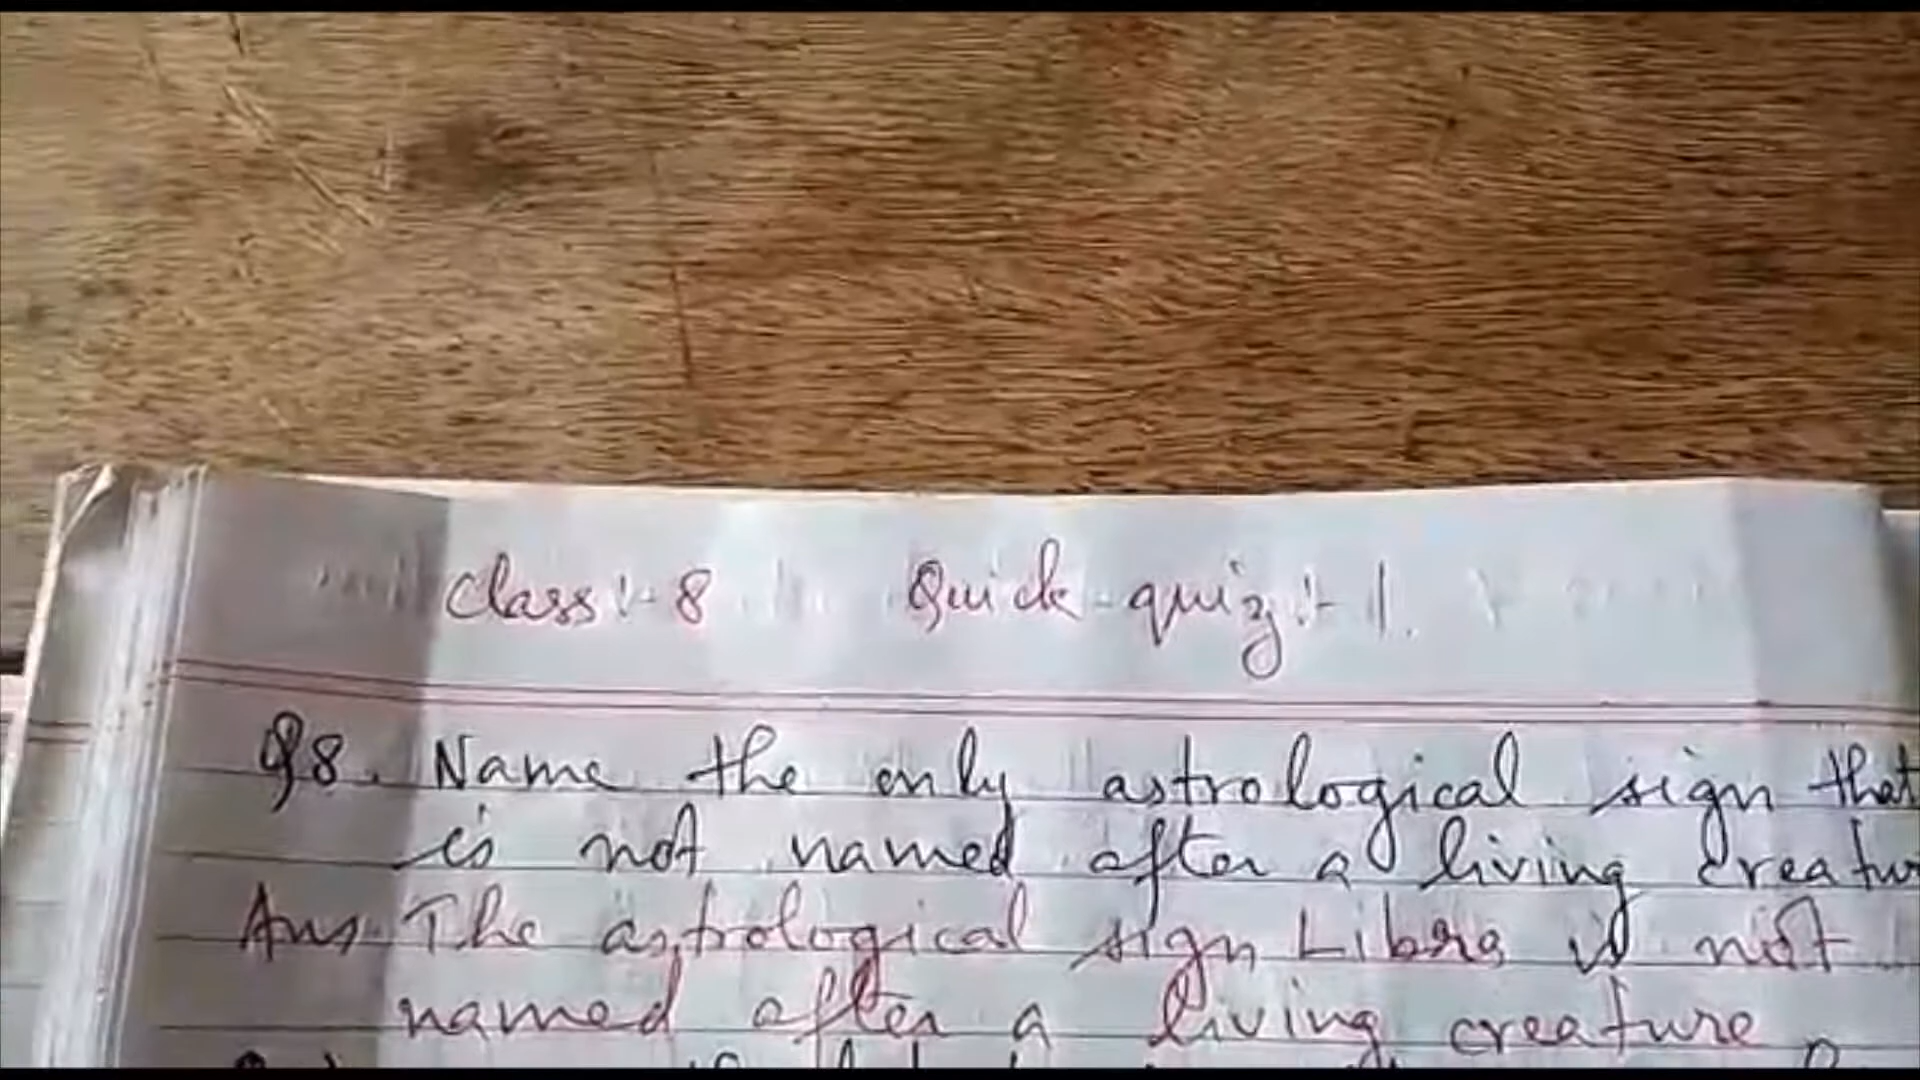 Class:- 8 Quick-quiz:- 1.
Q8. Name the only astrological sign that
is not named after a living creatur
Ans The astrological sign Libra is not
named after a living creature